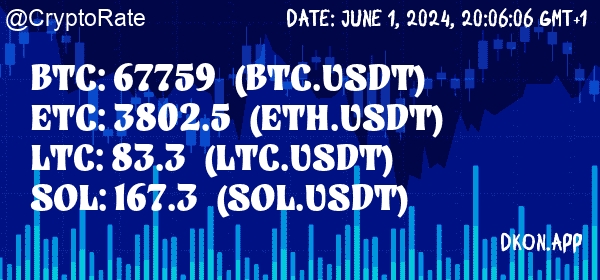 @CryptoRate
DATE: JUNE 1, 2024, 20:06:06 GMT+1
BTC: 67759 (BTC.USDT)
ETC: 3802.5 (ETH.USDT)
LTC: 83.3 (LTC.USDT)
SOL: 167.3 (SOL.USDT)
DKON.APP